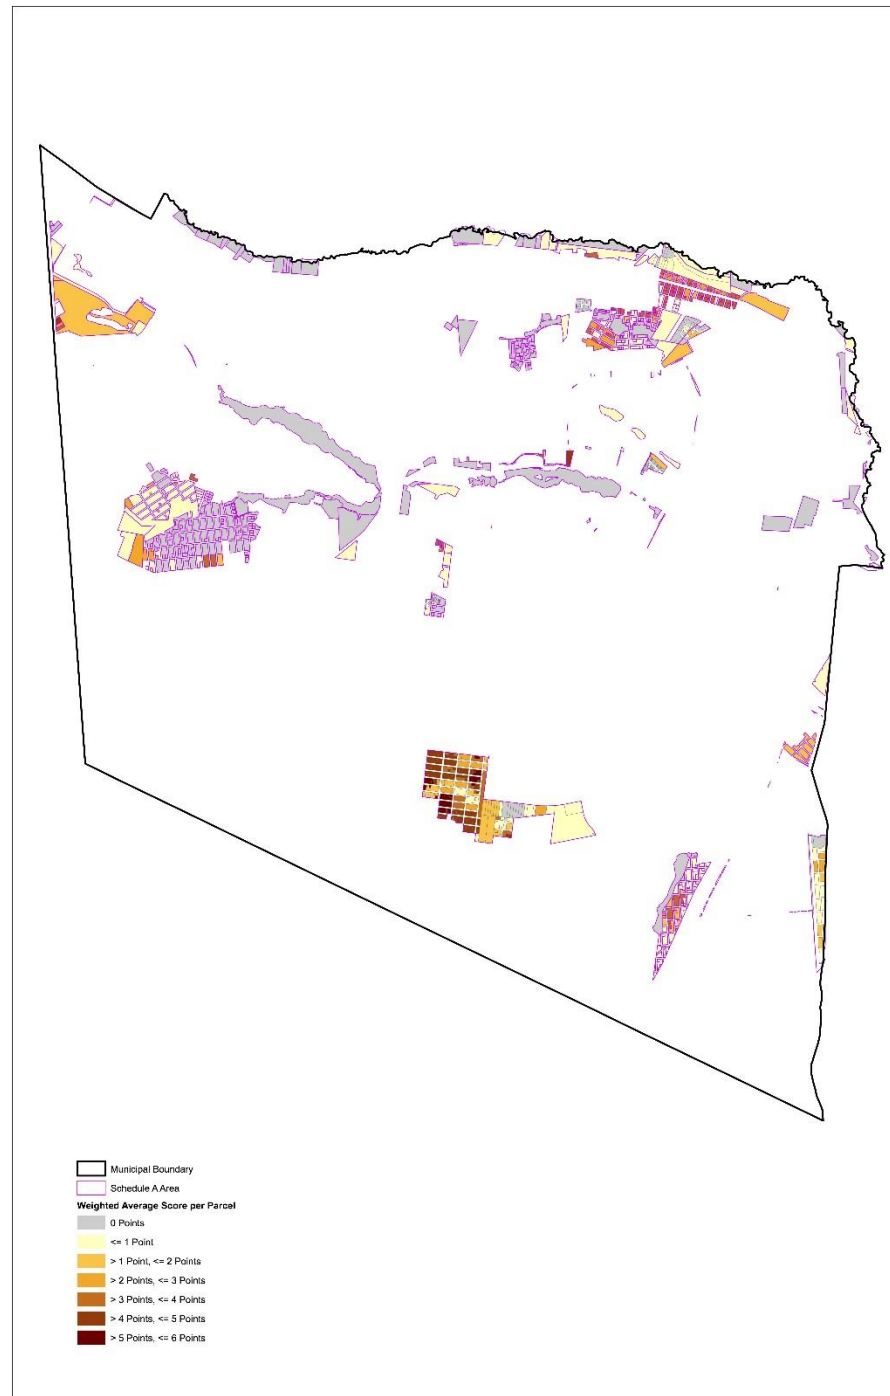 Municipal Boundary
Schedule A Area
Weighted Average Score per Parcel
0 Points
<= 1 Point
> 1 Point, <= 2 Points
> 2 Points, <= 3 Points
> 3 Points, <= 4 Points
> 4 Points, <= 5 Points
> 5 Points, <= 6 Points